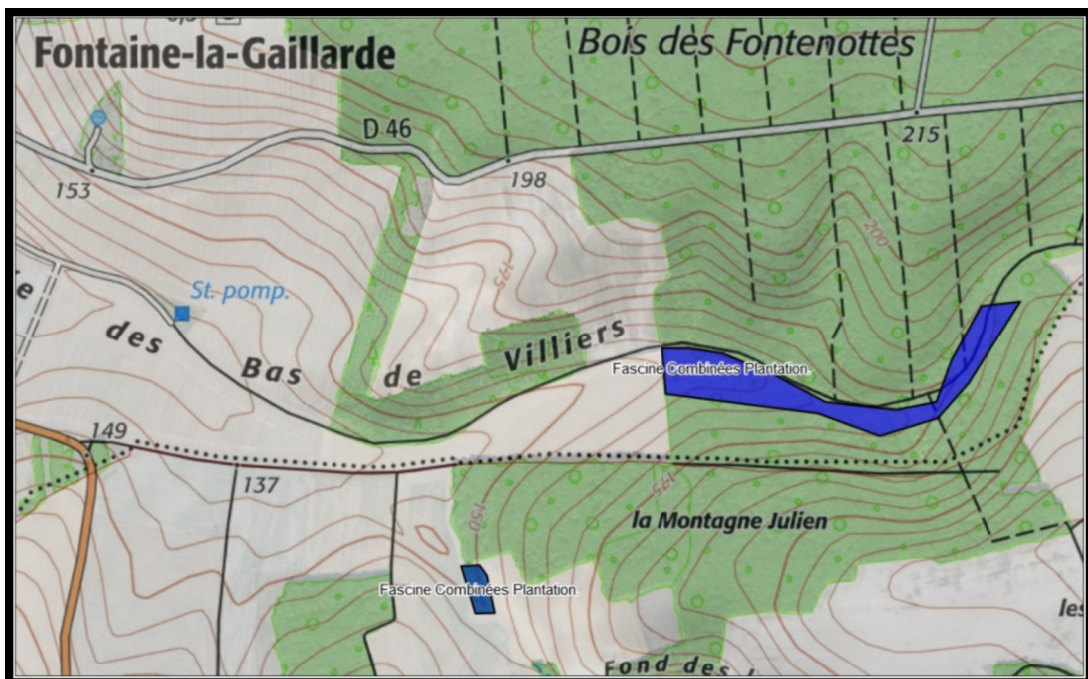 Fontaine-la-Gaillarde
Bois des Fontenottes
D 46
215
153
198
200
175
St. pomp.
des Bas de Villiers
Fascine Combinées Plantation.
149
137
175
150
la Montagne Julien
Fascine Combinées Plantation.
les
Fond des